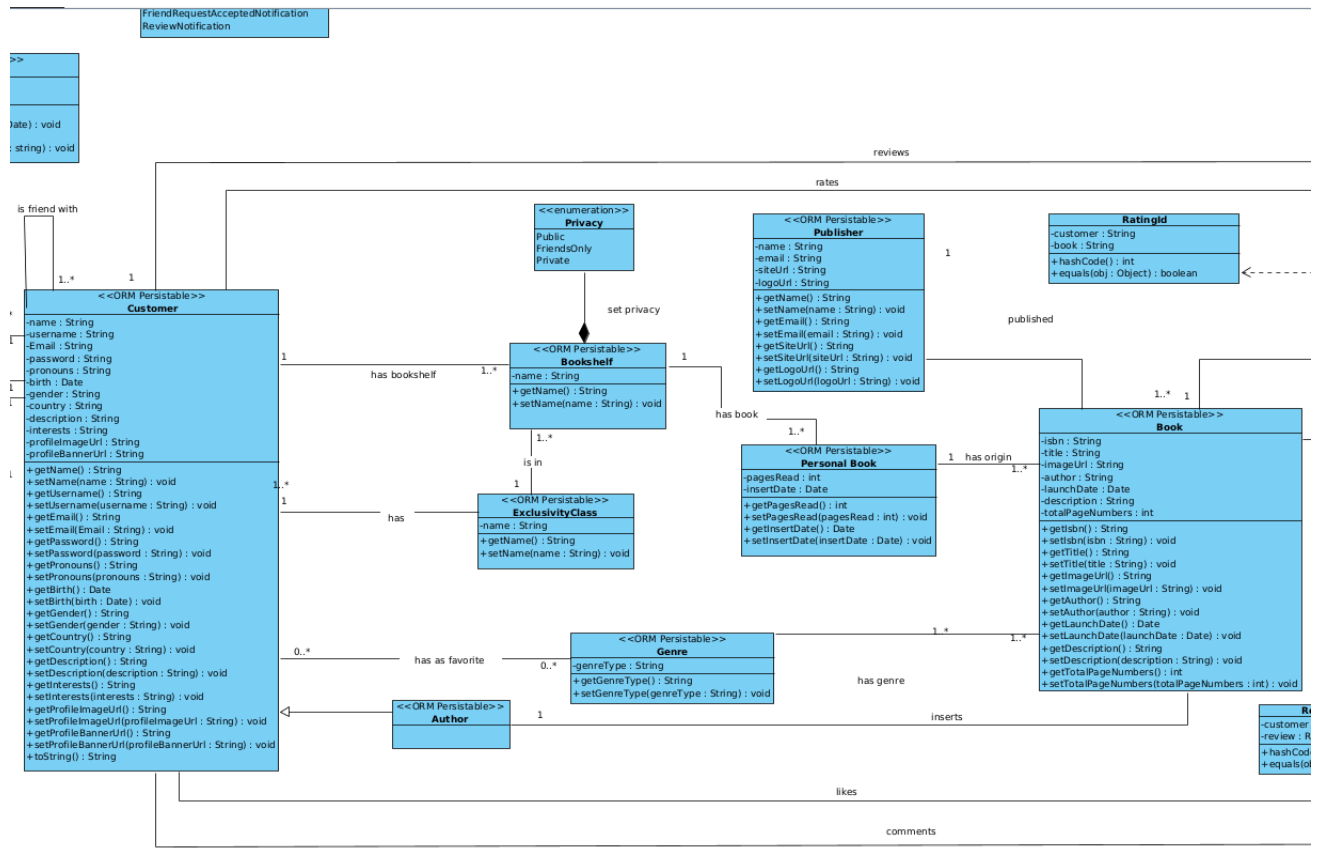 FriendRequestAcceptedNotification
ReviewNotification
>>
Date) : void
: string) : void
reviews
rates
is friend with
1..*
1
<<enumeration>>
Privacy
Public
FriendsOnly
Private
set privacy
<<ORM Persistable>>
Publisher
-name : String
-email : String
-siteUrl : String
-logoUrl : String
+getName() : String
+setName(name : String) : void
+getEmail() : String
+setEmail(email : String) : void
+getSiteUrl() : String
+setSiteUrl(siteUrl : String) : void
+getLogoUrl() : String
+setLogoUrl(logoUrl : String) : void
1
published
1..*
1
RatingId
-customer : String
-book : String
+hashCode() : int
+equals(obj : Object) : boolean
<<ORM Persistable>>
Customer
-name : String
-username : String
-Email : String
-password : String
-pronouns : String
-birth : Date
-gender : String
-country : String
-description : String
-interests : String
-profileImageUrl : String
-profileBannerUrl : String
+getName() : String
+setName(name : String) : void
+getUsername() : String
+setUsername(username : String) : void
+getEmail() : String
+setEmail(Email : String) : void
+getPassword() : String
+setPassword(password : String) : void
+getPronouns() : String
+setPronouns(pronouns : String) : void
+getBirth() : Date
+setBirth(birth : Date) : void
+getGender() : String
+setGender(gender : String) : void
+getCountry() : String
+setCountry(country : String) : void
+getDescription() : String
+setDescription(description : String) : void
+getInterests() : String
+setInterests(interests : String) : void
+getProfileImageUrl() : String
+setProfileImageUrl(profileImageUrl : String) : void
+getProfileBannerUrl() : String
+setProfileBannerUrl(profileBannerUrl : String) : void
+toString() : String
*
1
1
1
1
1
has bookshelf
1..*
<<ORM Persistable>>
Bookshelf
-name : String
+getName() : String
+setName(name : String) : void
1
has book
1..*
1..*
is in
1
1..*
1
has
<<ORM Persistable>>
ExclusivityClass
-name : String
+getName() : String
+setName(name : String) : void
<<ORM Persistable>>
Personal Book
-pagesRead : int
-insertDate : Date
+getPagesRead() : int
+setPagesRead(pagesRead : int) : void
+getInsertDate() : Date
+setInsertDate(insertDate : Date) : void
1
has origin
1..*
<<ORM Persistable>>
Book
-isbn : String
-title : String
-imageUrl : String
-author : String
-launchDate : Date
-description : String
-totalPageNumbers : int
+getIsbn() : String
+setIsbn(isbn : String) : void
+getTitle() : String
+setTitle(title : String) : void
+getImageUrl() : String
+setImageUrl(imageUrl : String) : void
+getAuthor() : String
+setAuthor(author : String) : void
+getLaunchDate() : Date
+setLaunchDate(launchDate : Date) : void
+getDescription() : String
+setDescription(description : String) : void
+getTotalPageNumbers() : int
+setTotalPageNumbers(totalPageNumbers : int) : void
0..*
has as favorite
0..*
<<ORM Persistable>>
Genre
-genreType : String
+getGenreType() : String
+setGenreType(genreType : String) : void
1..*
1..*
has genre
<<ORM Persistable>>
Author
1
inserts
-customer
-review : R
+hashCod
+equals(ob
likes
comments